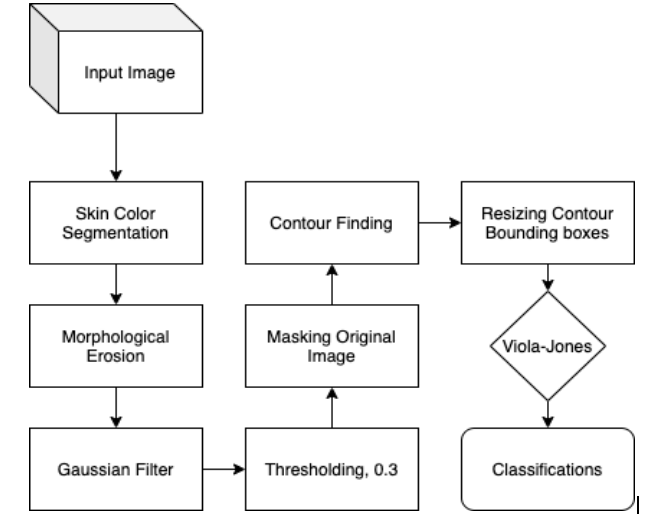 Input Image
Skin Color
Segmentation
Morphological
Erosion
Gaussian Filter
Thresholding, 0.3
Masking Original
Image
Contour Finding
Resizing Contour
Bounding boxes
Viola-Jones
Classifications